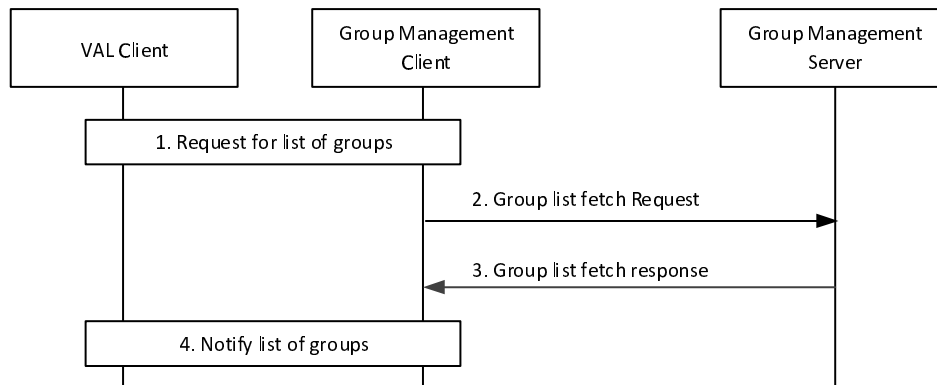 VAL Client
Group Management
Client
Group Management
Server
1. Request for list of groups
2. Group list fetch Request
3. Group list fetch response
4. Notify list of groups